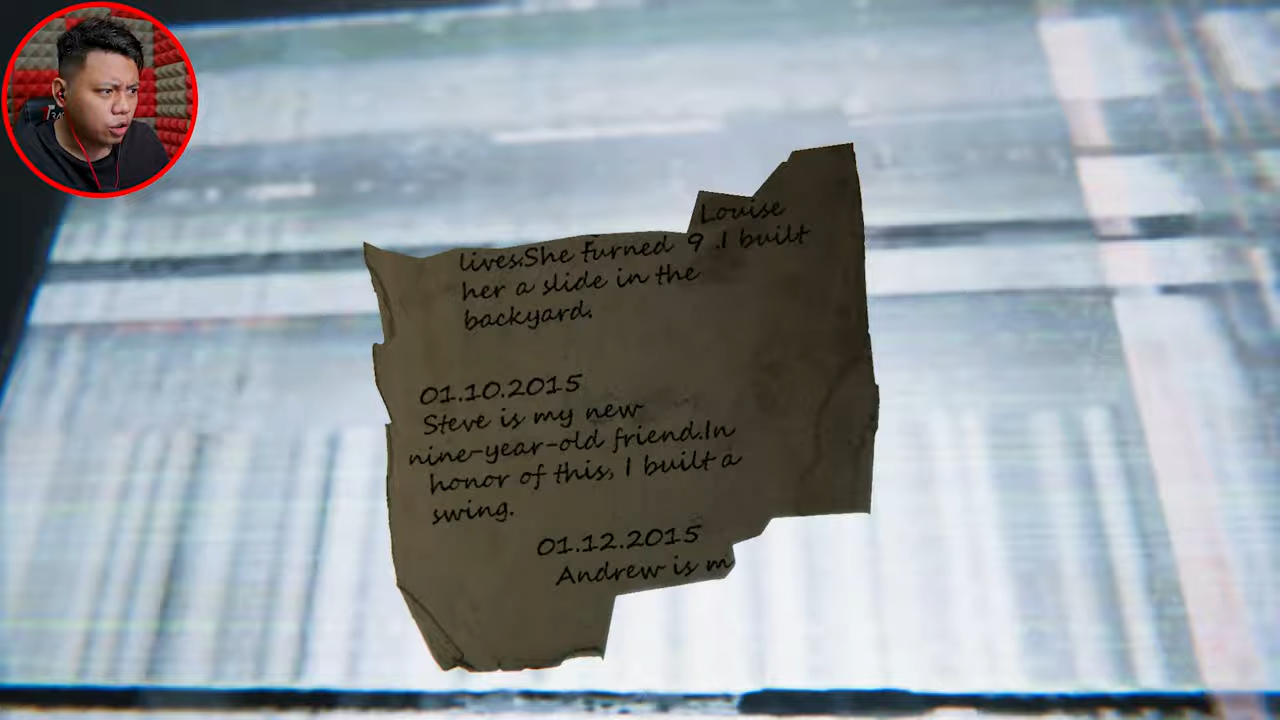 Louise
lives.She turned 9 .I built
her a slide in the
backyard.
01.10.2015
Steve is my new
nine-year-old friend.In
honor of this, I built a
swing.
01.12.2015
Andrew is m